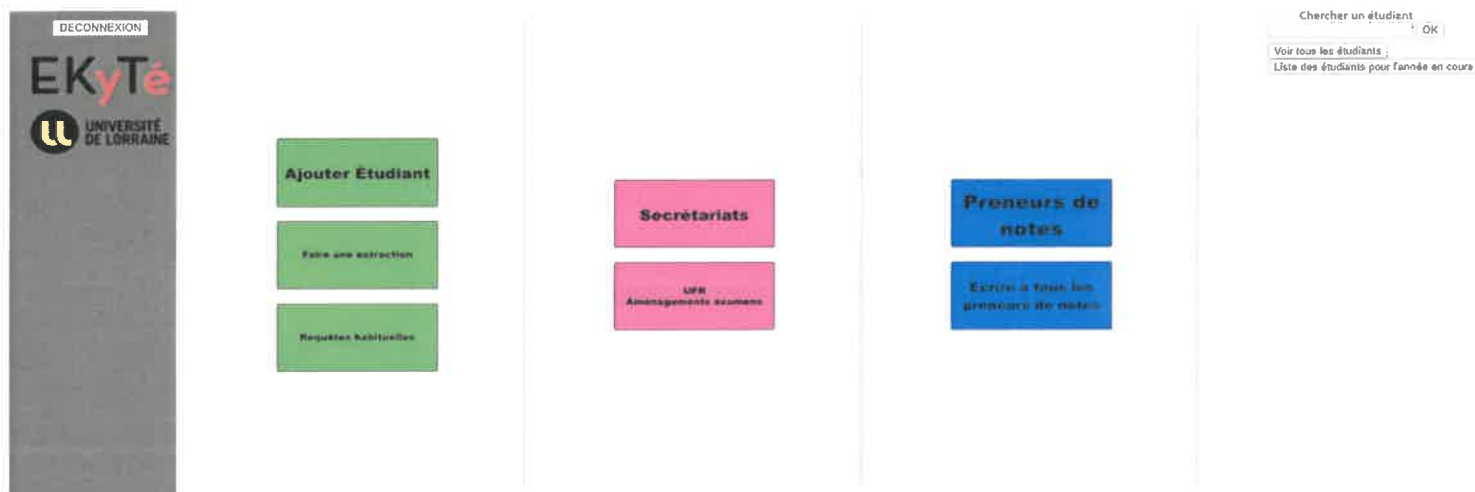 DECONNEXION
EKyTé
UNIVERSITÉ
DE LORRAINE
Ajouter Étudiant
Faire une extraction
Requêtes habituelles
Secrétariats
UFR
Aménagements examens
Preneurs de
notes
Ecrire à tous les
preneurs de notes
Chercher un étudiant
OK
Voir tous les étudiants
Liste des étudiants pour l'année en cours